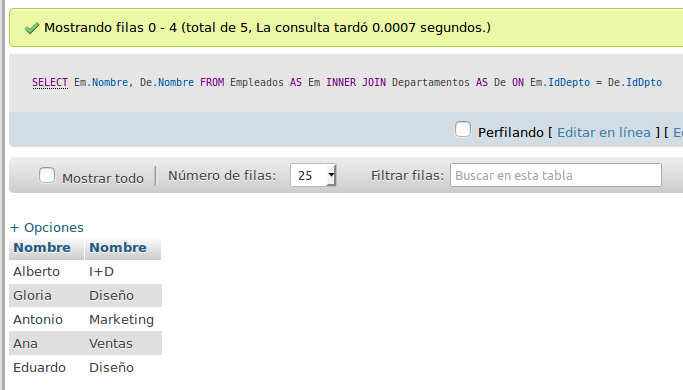 Mostrando filas 0 - 4 (total de 5, La consulta tardó 0.0007 segundos.)
SELECT Em.Nombre, De.Nombre FROM Empleados AS Em INNER JOIN Departamentos AS De ON Em.IdDepto = De.IdDpto
Perfilando [ Editar en línea ] [ E
Mostrar todo Número de filas: 25 Filtrar filas: Buscar en esta tabla
+ Opciones
Nombre Nombre
Alberto I+D
Gloria Diseño
Antonio Marketing
Ana Ventas
Eduardo Diseño